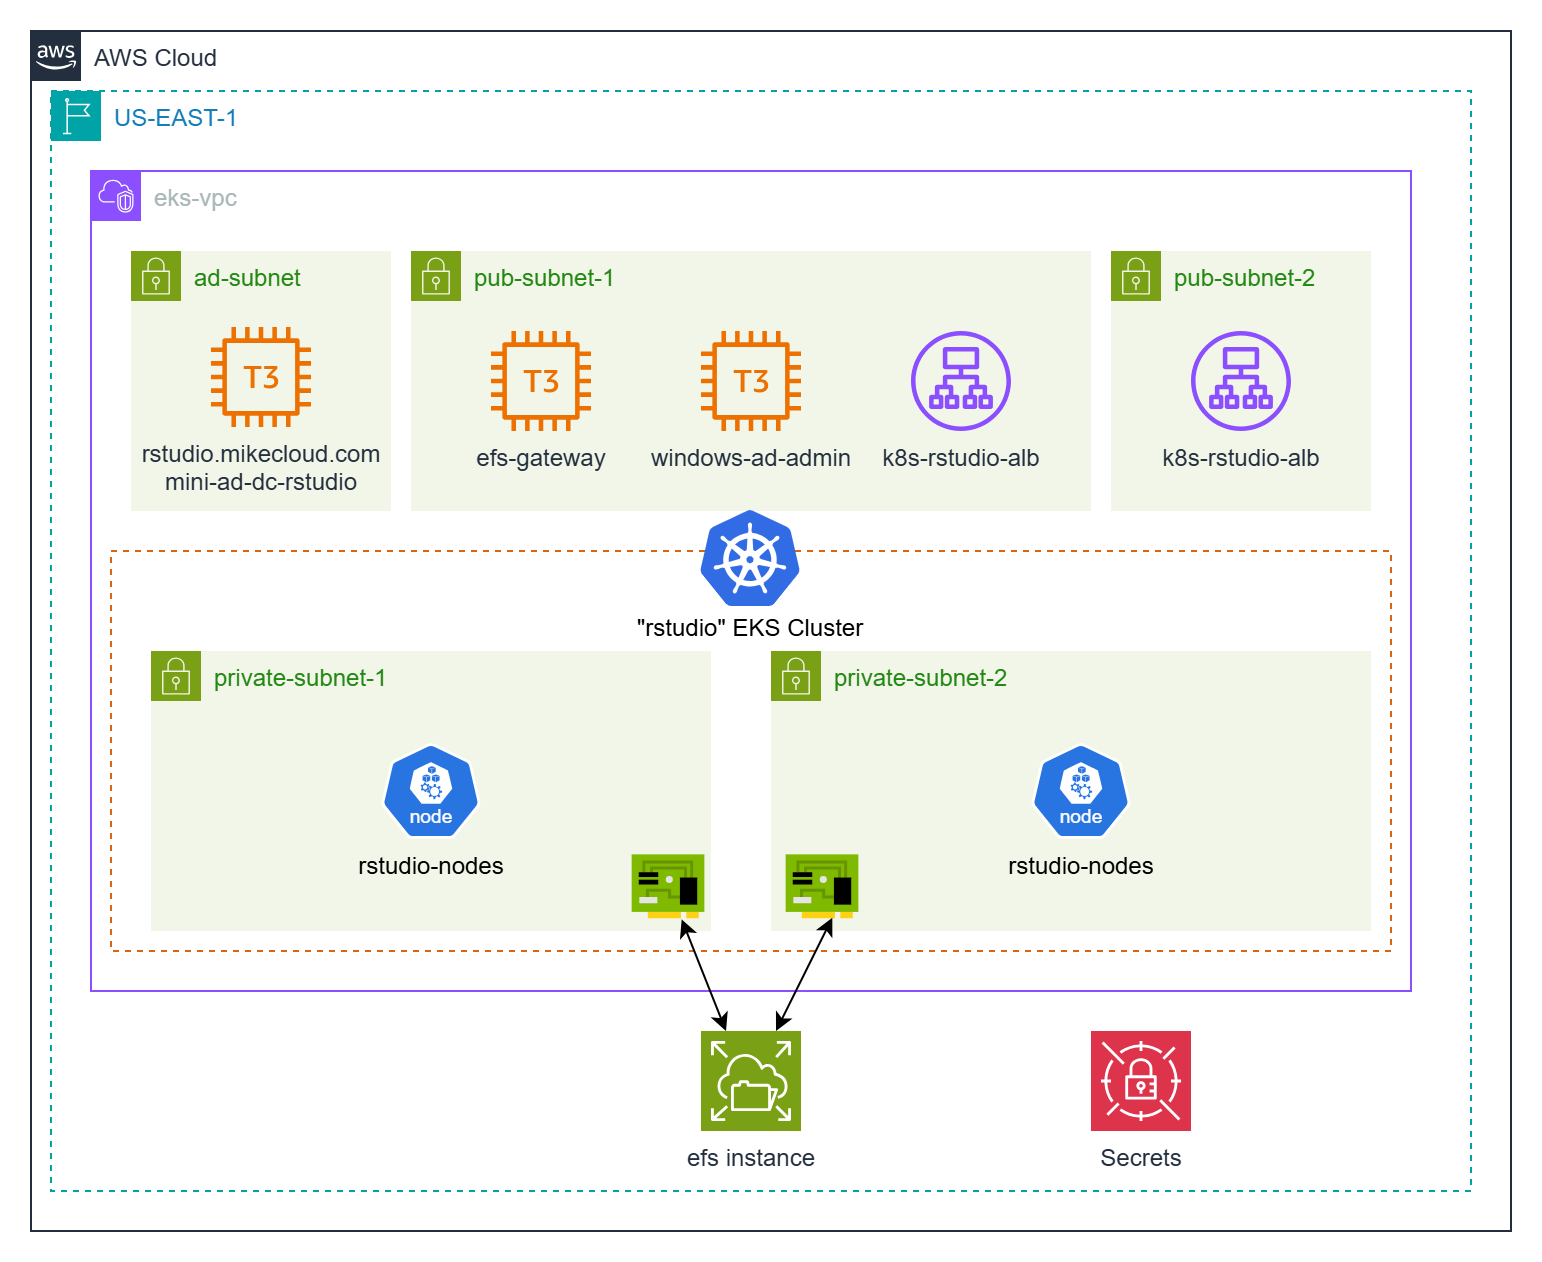 aws
AWS Cloud
US-EAST-1
eks-vpc
ad-subnet
T3
rstudio.mikecloud.com
mini-ad-dc-rstudio
pub-subnet-1
T3
efs-gateway
T3
windows-ad-admin
k8s-rstudio-alb
pub-subnet-2
k8s-rstudio-alb
"rstudio" EKS Cluster
private-subnet-1
node
rstudio-nodes
private-subnet-2
node
rstudio-nodes
efs instance
Secrets